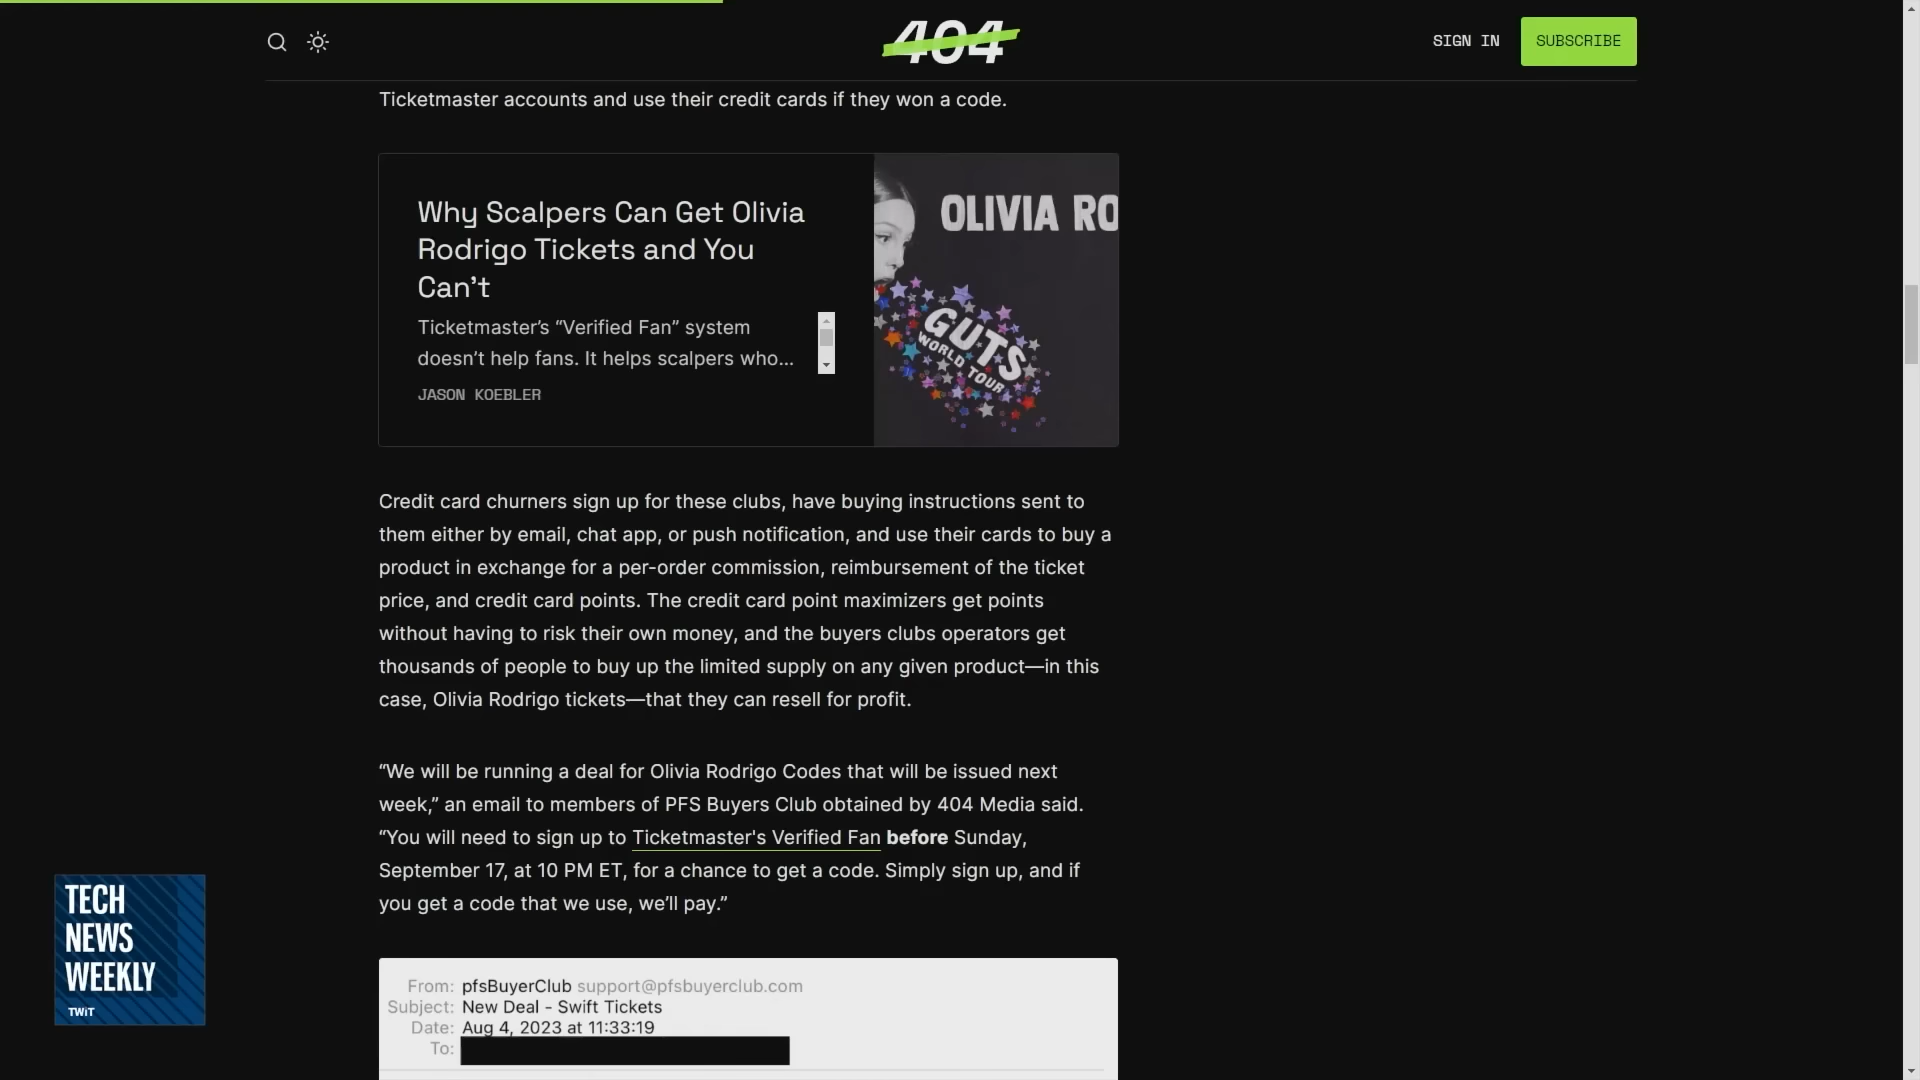 404
SIGN IN
SUBSCRIBE
Ticketmaster accounts and use their credit cards if they won a code.
Why Scalpers Can Get Olivia
Rodrigo Tickets and You
Can’t
Ticketmaster’s “Verified Fan” system
doesn’t help fans. It helps scalpers who...
JASON KOEBLER
OLIVIA RO
GUTS
WORLD TOUR
Credit card churners sign up for these clubs, have buying instructions sent to
them either by email, chat app, or push notification, and use their cards to buy a
product in exchange for a per-order commission, reimbursement of the ticket
price, and credit card points. The credit card point maximizers get points
without having to risk their own money, and the buyers clubs operators get
thousands of people to buy up the limited supply on any given product—in this
case, Olivia Rodrigo tickets—that they can resell for profit.
“We will be running a deal for Olivia Rodrigo Codes that will be issued next
week,” an email to members of PFS Buyers Club obtained by 404 Media said.
“You will need to sign up to Ticketmaster's Verified Fan before Sunday,
September 17, at 10 PM ET, for a chance to get a code. Simply sign up, and if
you get a code that we use, we’ll pay.”
From: pfsBuyerClub support@pfsbuyerclub.com
Subject: New Deal - Swift Tickets
Date: Aug 4, 2023 at 11:33:19
To:
TECH
NEWS
WEEKLY
TWiT